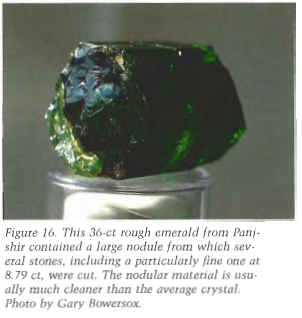 Figure 16. This 36-ct rough emerald from Panj-
shir contained a large nodule from which sev-
eral stones, including a particularly fine one at
8.79 ct, were cut. The nodular material is usu-
ally much cleaner than the average crystal.
Photo by Gary Bowersox.